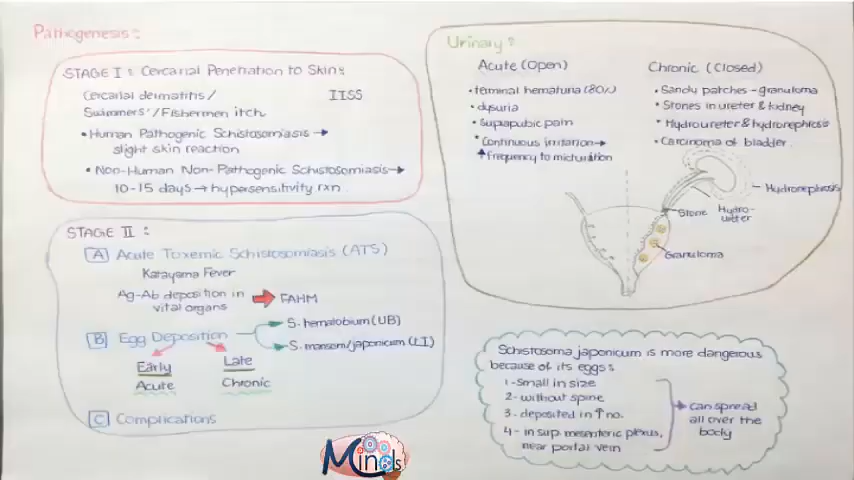 Pathogenesis:
STAGE I: Cercarial Penetration to Skin:
Cercarial dermatitis/ IISS
Swimmers'/Fishermen itch
• Human Pathogenic Schistosomiasis →
slight skin reaction
• Non-Human Non-Pathogenic Schistosomiasis→
10-15 days → hypersensitivity rxn
STAGE II:
A Acute Toxemic Schistosomiasis (ATS)
Katayama Fever
Ag-Ab deposition in → FAHM
vital organs
B Egg Deposition
S. hematobium (UB)
S. mansoni/japonicum (LI)
Early Late
Acute Chronic
C Complications
Urinary:
Acute (Open)
• terminal hematuria (80%)
• dysuria
• Suprapubic pain
• Continuous irritation→
↑ Frequency to micturition
Chronic (Closed)
• Sandy patches - granuloma
• Stones in ureter & kidney
• Hydroureter & hydronephrosis
• Carcinoma of bladder
Hydronephrosis
Stone
Hydro-
ureter
Granuloma
Schistosoma japonicum is more dangerous
because of its eggs:
1-Small in size
2- without spine
3- deposited in ↑ no.
4- in sup. mesenteric plexus,
near portal vein
can spread
all over the
body
Minds